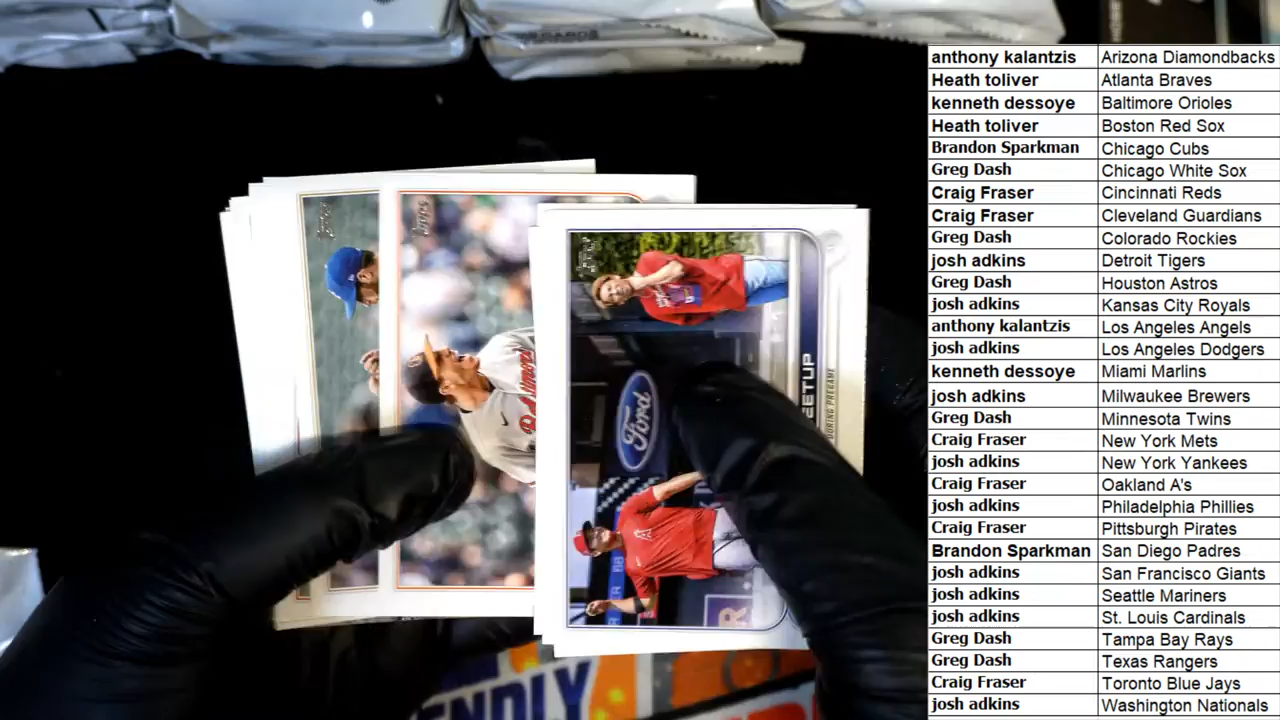 anthony kalantzis Arizona Diamondbacks
Heath toliver Atlanta Braves
kenneth dessoye Baltimore Orioles
Heath toliver Boston Red Sox
Brandon Sparkman Chicago Cubs
Greg Dash Chicago White Sox
Craig Fraser Cincinnati Reds
Craig Fraser Cleveland Guardians
Greg Dash Colorado Rockies
josh adkins Detroit Tigers
Greg Dash Houston Astros
josh adkins Kansas City Royals
anthony kalantzis Los Angeles Angels
josh adkins Los Angeles Dodgers
kenneth dessoye Miami Marlins
josh adkins Milwaukee Brewers
Greg Dash Minnesota Twins
Craig Fraser New York Mets
josh adkins New York Yankees
Craig Fraser Oakland A's
josh adkins Philadelphia Phillies
Craig Fraser Pittsburgh Pirates
Brandon Sparkman San Diego Padres
josh adkins San Francisco Giants
josh adkins Seattle Mariners
josh adkins St. Louis Cardinals
Greg Dash Tampa Bay Rays
Greg Dash Texas Rangers
Craig Fraser Toronto Blue Jays
josh adkins Washington Nationals
Topps
Topps
Ford
EETUP
DURING PREGAME
A
R
ENDLY